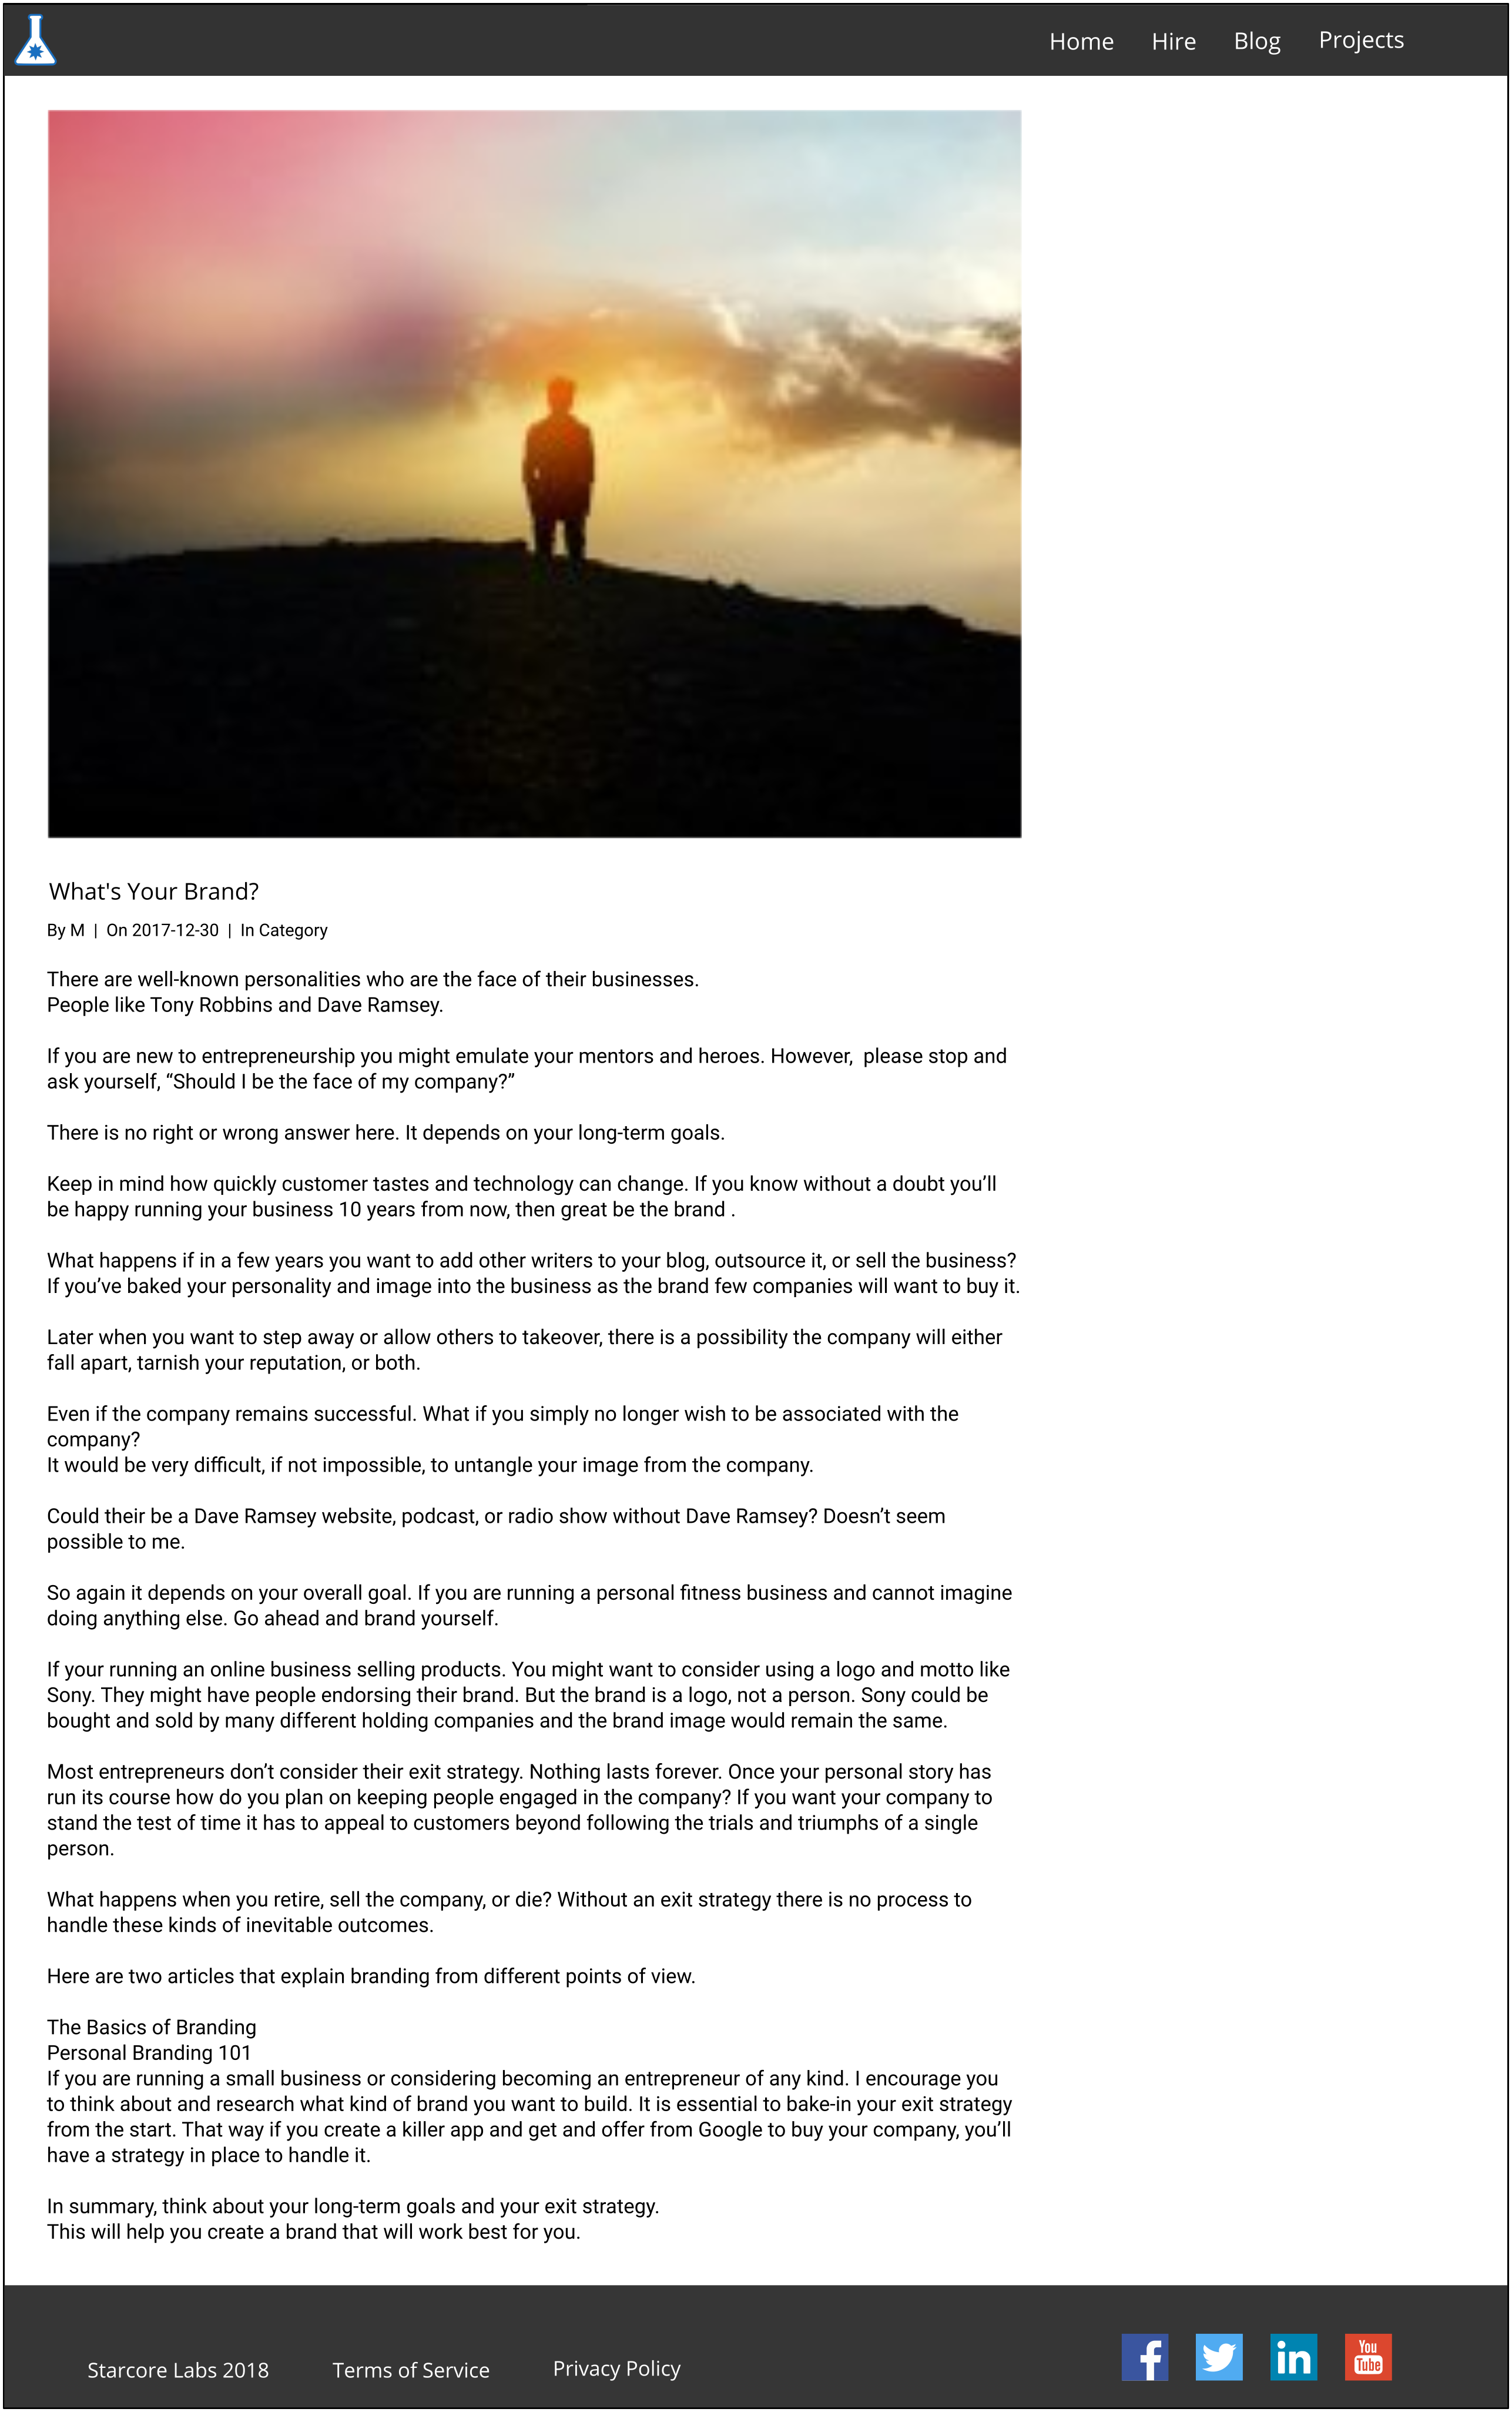 Home Hire Blog Projects
What's Your Brand?
By M | On 2017-12-30 | In Category
There are well-known personalities who are the face of their businesses.
People like Tony Robbins and Dave Ramsey.
If you are new to entrepreneurship you might emulate your mentors and heroes. However,  please stop and
ask yourself, “Should I be the face of my company?”
There is no right or wrong answer here. It depends on your long-term goals.
Keep in mind how quickly customer tastes and technology can change. If you know without a doubt you’ll
be happy running your business 10 years from now, then great be the brand .
What happens if in a few years you want to add other writers to your blog, outsource it, or sell the business?
If you’ve baked your personality and image into the business as the brand few companies will want to buy it.
Later when you want to step away or allow others to takeover, there is a possibility the company will either
fall apart, tarnish your reputation, or both.
Even if the company remains successful. What if you simply no longer wish to be associated with the
company?
It would be very difficult, if not impossible, to untangle your image from the company.
Could their be a Dave Ramsey website, podcast, or radio show without Dave Ramsey? Doesn’t seem
possible to me.
So again it depends on your overall goal. If you are running a personal fitness business and cannot imagine
doing anything else. Go ahead and brand yourself.
If your running an online business selling products. You might want to consider using a logo and motto like
Sony. They might have people endorsing their brand. But the brand is a logo, not a person. Sony could be
bought and sold by many different holding companies and the brand image would remain the same.
Most entrepreneurs don’t consider their exit strategy. Nothing lasts forever. Once your personal story has
run its course how do you plan on keeping people engaged in the company? If you want your company to
stand the test of time it has to appeal to customers beyond following the trials and triumphs of a single
person.
What happens when you retire, sell the company, or die? Without an exit strategy there is no process to
handle these kinds of inevitable outcomes.
Here are two articles that explain branding from different points of view.
The Basics of Branding
Personal Branding 101
If you are running a small business or considering becoming an entrepreneur of any kind. I encourage you
to think about and research what kind of brand you want to build. It is essential to bake-in your exit strategy
from the start. That way if you create a killer app and get and offer from Google to buy your company, you’ll
have a strategy in place to handle it.
In summary, think about your long-term goals and your exit strategy.
This will help you create a brand that will work best for you.
Starcore Labs 2018 Terms of Service Privacy Policy
f in You
Tube